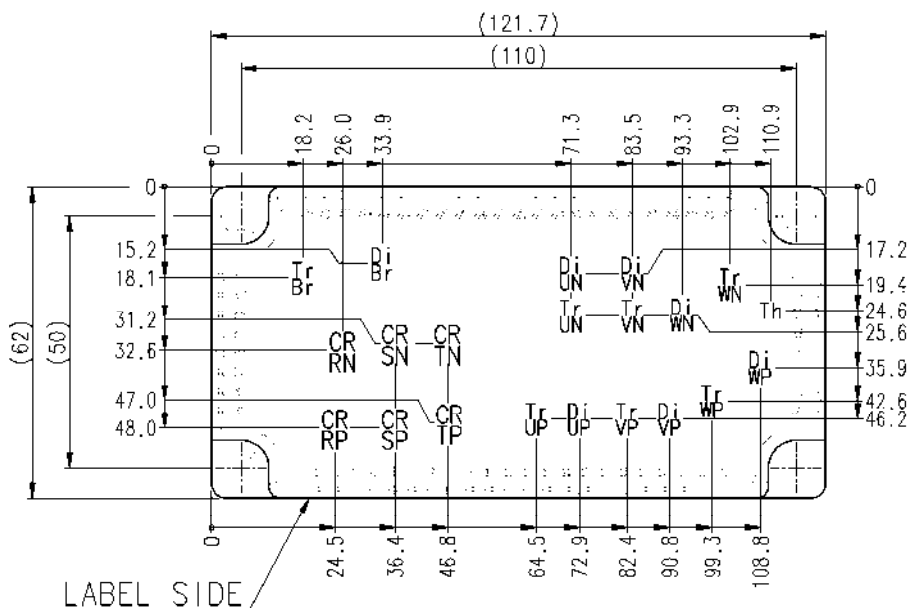 (121.7)
(110)
0
18.2
26.0
33.9
71.3
83.5
93.3
102.9
110.9
0
0
15.2
Di
Br
Di
UN
Di
VN
17.2
18.1
Tr
Br
Tr
WN
19.4
Tr
UN
Tr
VN
Di
WN
Th
24.6
31.2
25.6
(62)
(50)
32.6
CR
RN
CR
SN
CR
TN
Di
WP
35.9
47.0
Tr
WP
42.6
48.0
CR
RP
CR
SP
CR
TP
Tr
UP
Di
UP
Tr
VP
Di
VP
46.2
0
24.5
36.4
46.8
64.5
72.9
82.4
90.8
99.3
108.8
LABEL SIDE